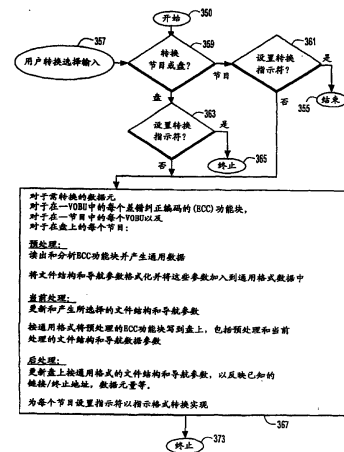 350
开始
357
359
361
用户转换选择输入
转换
节目或盘?
节目
设置转换
指示符?
是
355
结束
盘
363
否
设置转换
指示符?
是
365
终止
否
对于需转换的数据元
对于在一VOBU中的每个差错纠正编码的(ECC)功能块,
对于在一节目中的每个VOBU以及
对于在盘上的每个节目:
预处理:
读出和分析ECC功能块并产生通用数据
将文件结构和导航参数格式化并将这些参数加入到通用格式数据中
当前处理:
更新和产生所选择的文件结构和导航参数
按通用格式将预处理的ECC功能块写到盘上, 包括预处理和当前
处理的文件结构和导航数据参数
后处理:
更新盘上按通用格式的文件结构和导航参数, 以反映已知的
链接/终止地址, 数据元量等。
为每个节目设置指示符以指示格式转换实现
367
终止
373